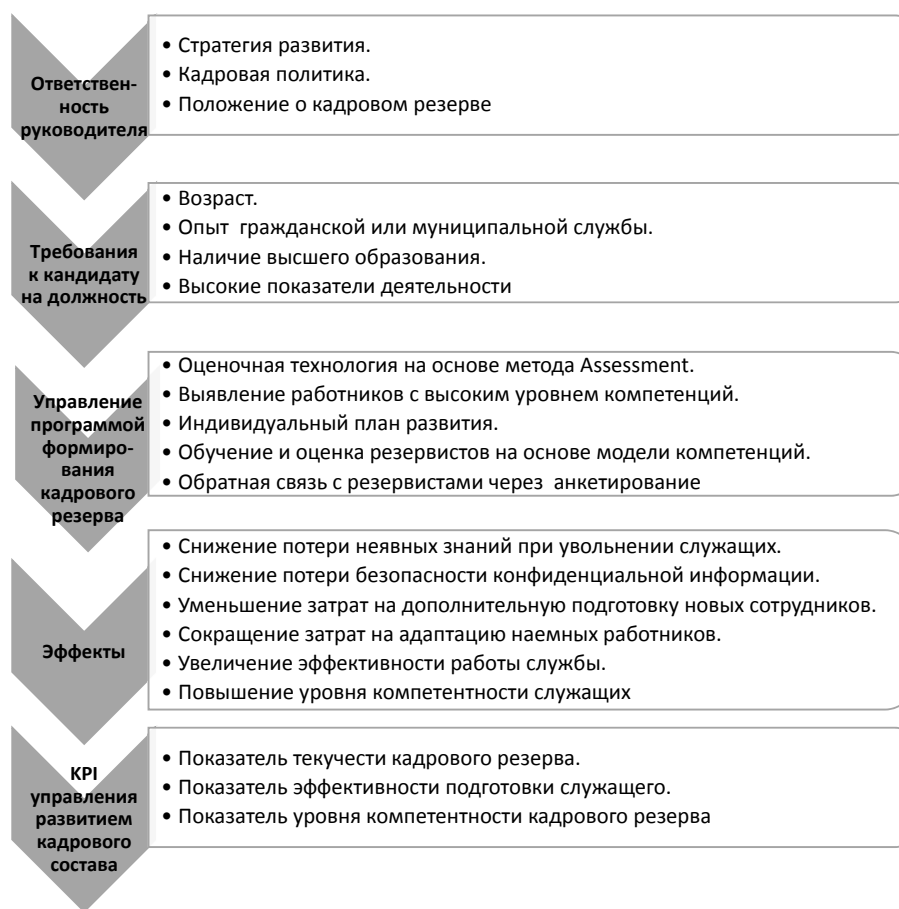 Ответствен-
ность
руководителя
• Стратегия развития.
• Кадровая политика.
• Положение о кадровом резерве
Требования
к кандидату
на должность
• Возраст.
• Опыт гражданской или муниципальной службы.
• Наличие высшего образования.
• Высокие показатели деятельности
Управление
программой
формиро-
вания
кадрового
резерва
• Оценочная технология на основе метода Assessment.
• Выявление работников с высоким уровнем компетенций.
• Индивидуальный план развития.
• Обучение и оценка резервистов на основе модели компетенций.
• Обратная связь с резервистами через анкетирование
Эффекты
• Снижение потери неявных знаний при увольнении служащих.
• Снижение потери безопасности конфиденциальной информации.
• Уменьшение затрат на дополнительную подготовку новых сотрудников.
• Сокращение затрат на адаптацию наемных работников.
• Увеличение эффективности работы службы.
• Повышение уровня компетентности служащих
KPI
управления
развитием
кадрового
состава
• Показатель текучести кадрового резерва.
• Показатель эффективности подготовки служащего.
• Показатель уровня компетентности кадрового резерва